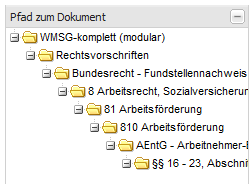 Pfad zum Dokument
WMSG-komplett (modular)
Rechtsvorschriften
Bundesrecht - Fundstellennachweis
8 Arbeitsrecht, Sozialversicherun
81 Arbeitsförderung
810 Arbeitsförderung
AEntG - Arbeitnehmer-E
§§ 16 - 23, Abschnit